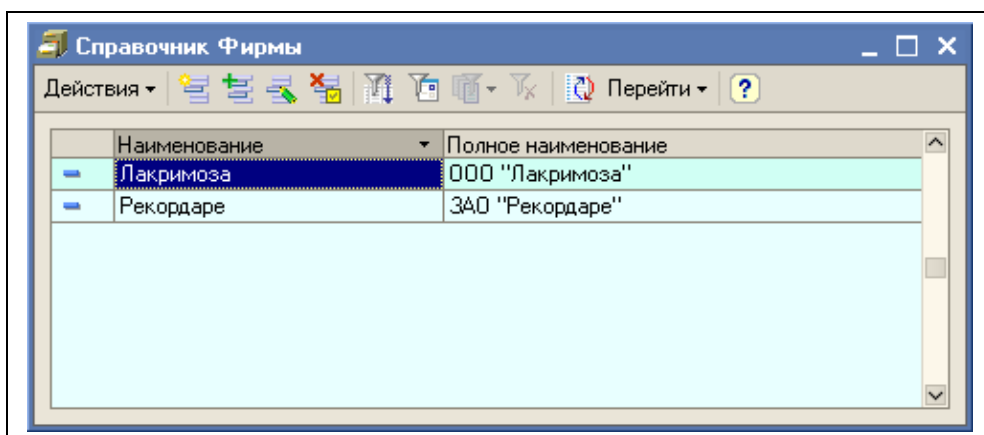 Справочник Фирмы
Действия Перейти ?
Наименование Полное наименование
Лакримоза ООО "Лакримоза"
Рекордаре ЗАО "Рекордаре"